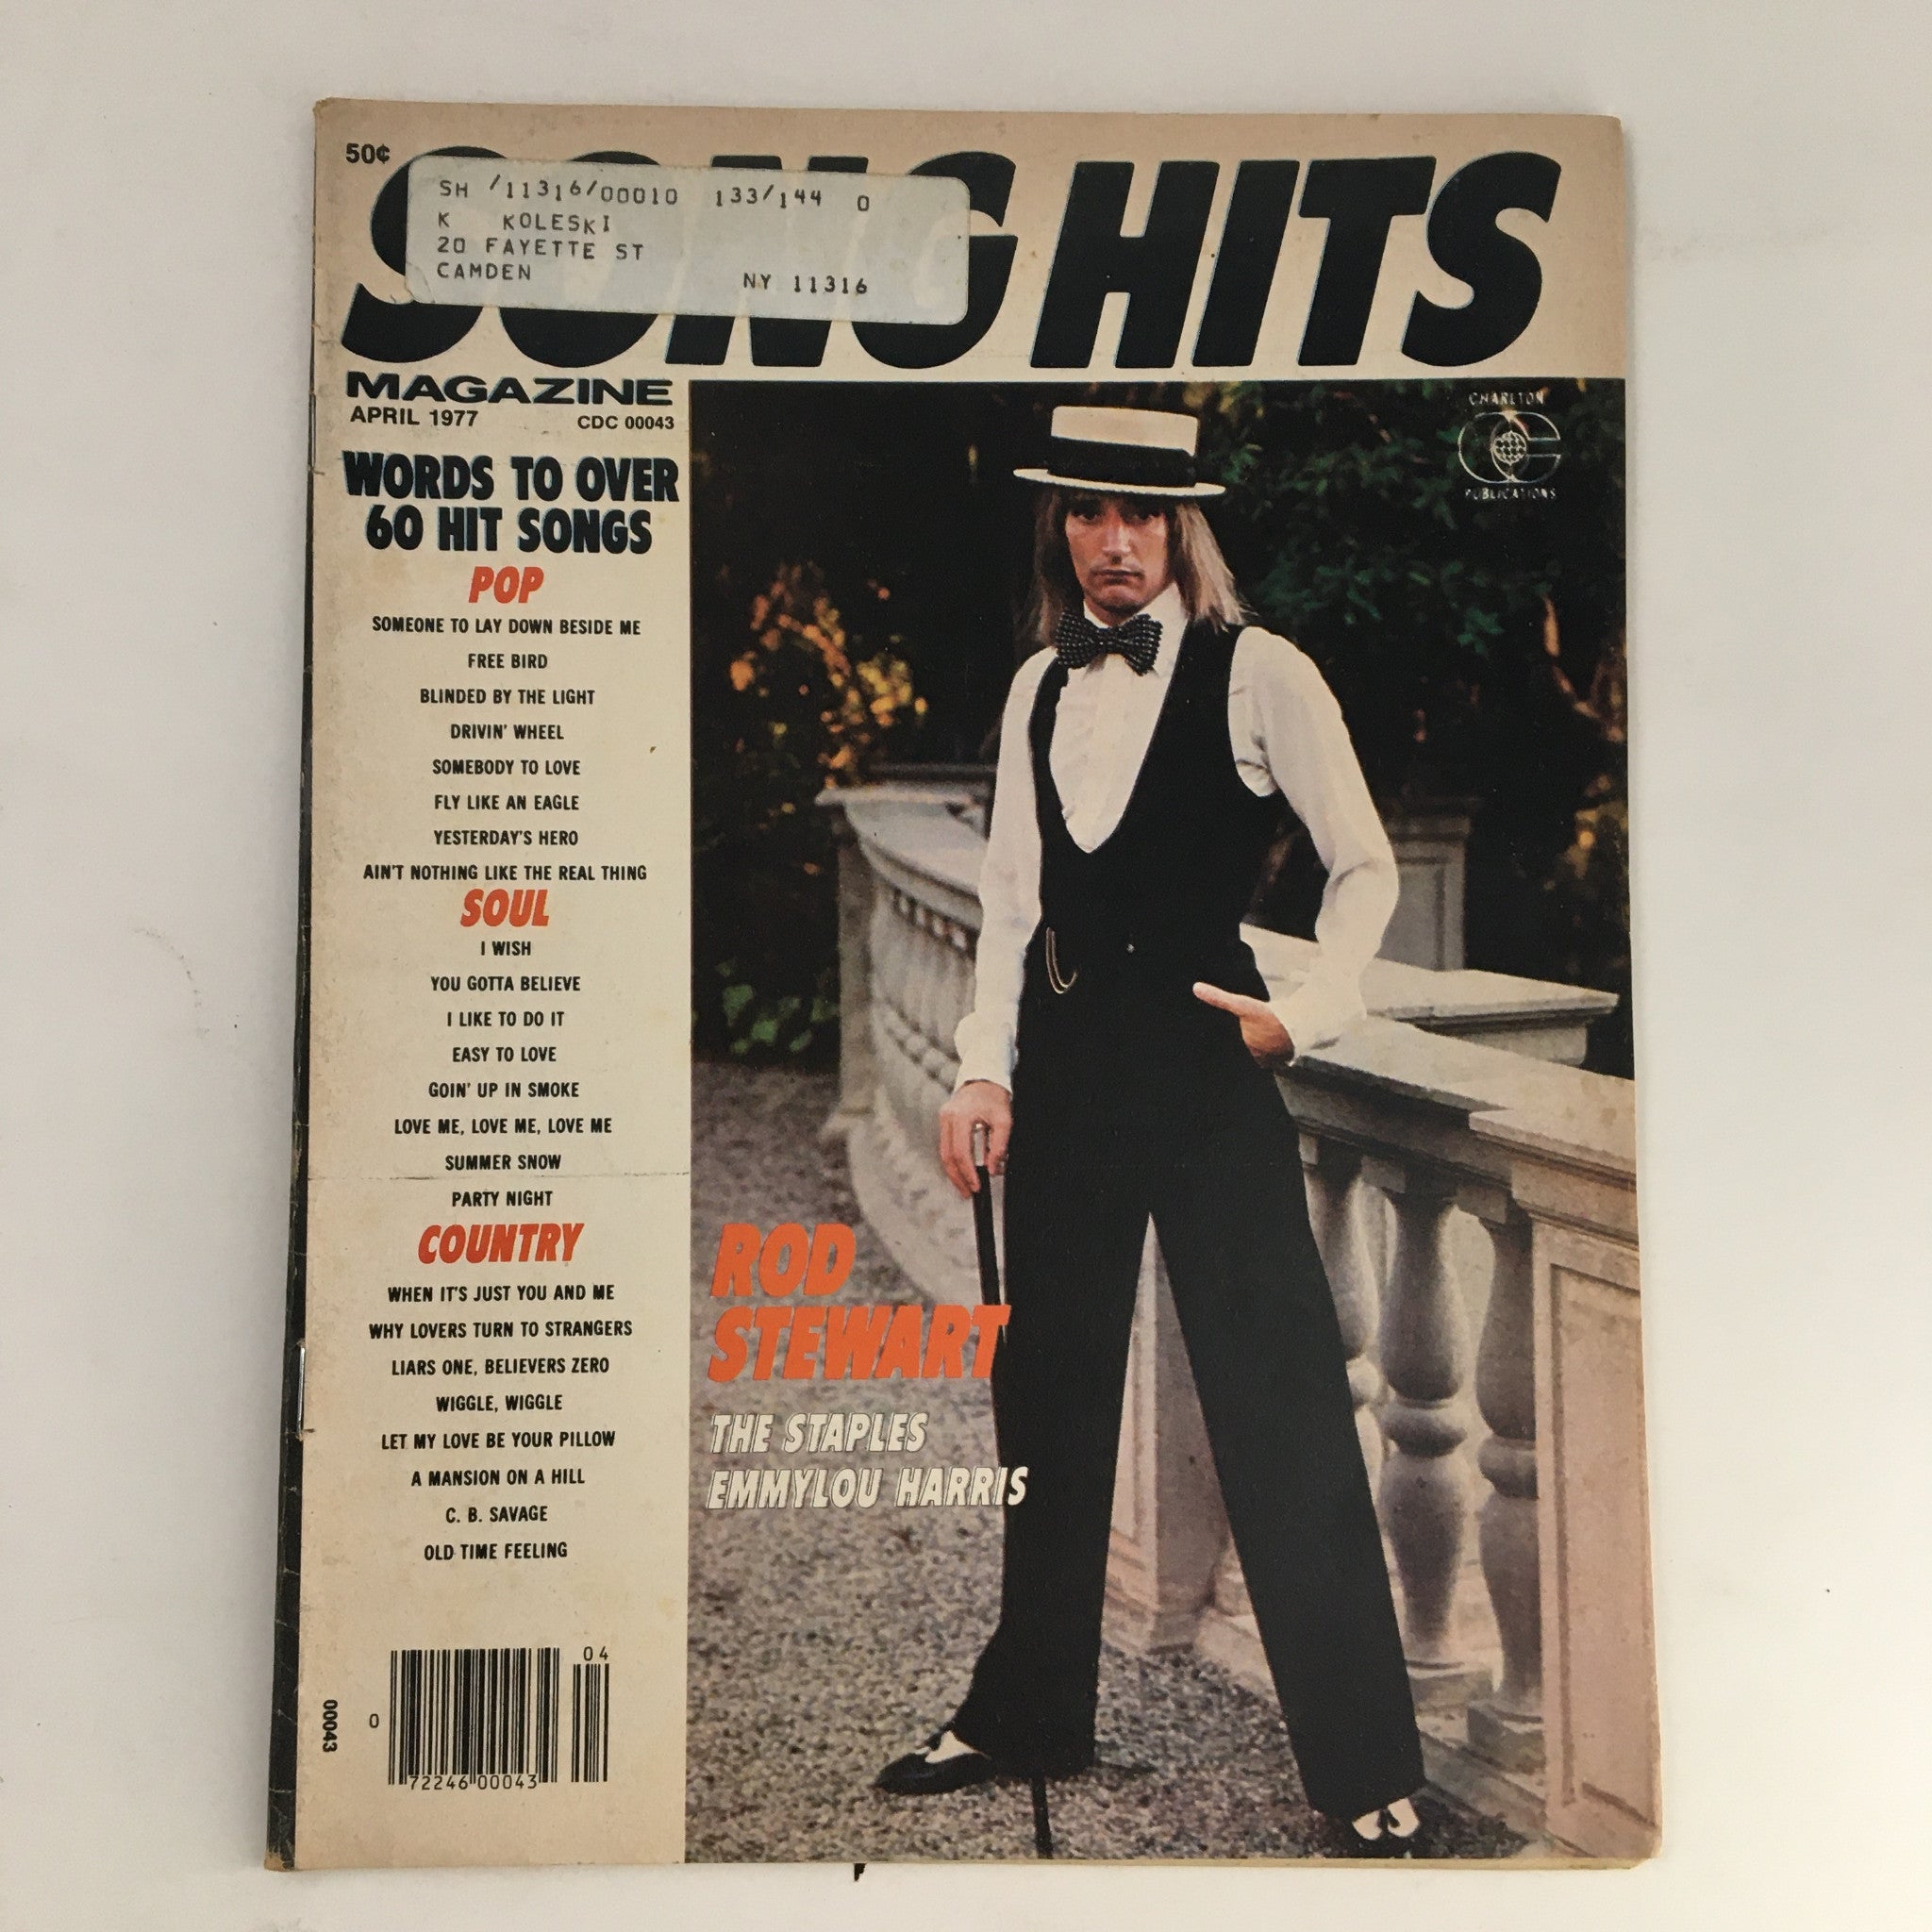 50¢
SONG HITS
SH /11316/00010 133/144 0
K KOLESKI
20 FAYETTE ST
CAMDEN NY 11316
MAGAZINE
APRIL 1977 CDC 00043
WORDS TO OVER
60 HIT SONGS
POP
SOMEONE TO LAY DOWN BESIDE ME
FREE BIRD
BLINDED BY THE LIGHT
DRIVIN' WHEEL
SOMEBODY TO LOVE
FLY LIKE AN EAGLE
YESTERDAY'S HERO
AIN'T NOTHING LIKE THE REAL THING
SOUL
I WISH
YOU GOTTA BELIEVE
I LIKE TO DO IT
EASY TO LOVE
GOIN' UP IN SMOKE
LOVE ME, LOVE ME, LOVE ME
SUMMER SNOW
PARTY NIGHT
COUNTRY
WHEN IT'S JUST YOU AND ME
WHY LOVERS TURN TO STRANGERS
LIARS ONE, BELIEVERS ZERO
WIGGLE, WIGGLE
LET MY LOVE BE YOUR PILLOW
A MANSION ON A HILL
C. B. SAVAGE
OLD TIME FEELING
04
00043
0
72246 00043
CHARLTON
PUBLICATIONS
ROD
STEWART
THE STAPLES
EMMYLOU HARRIS